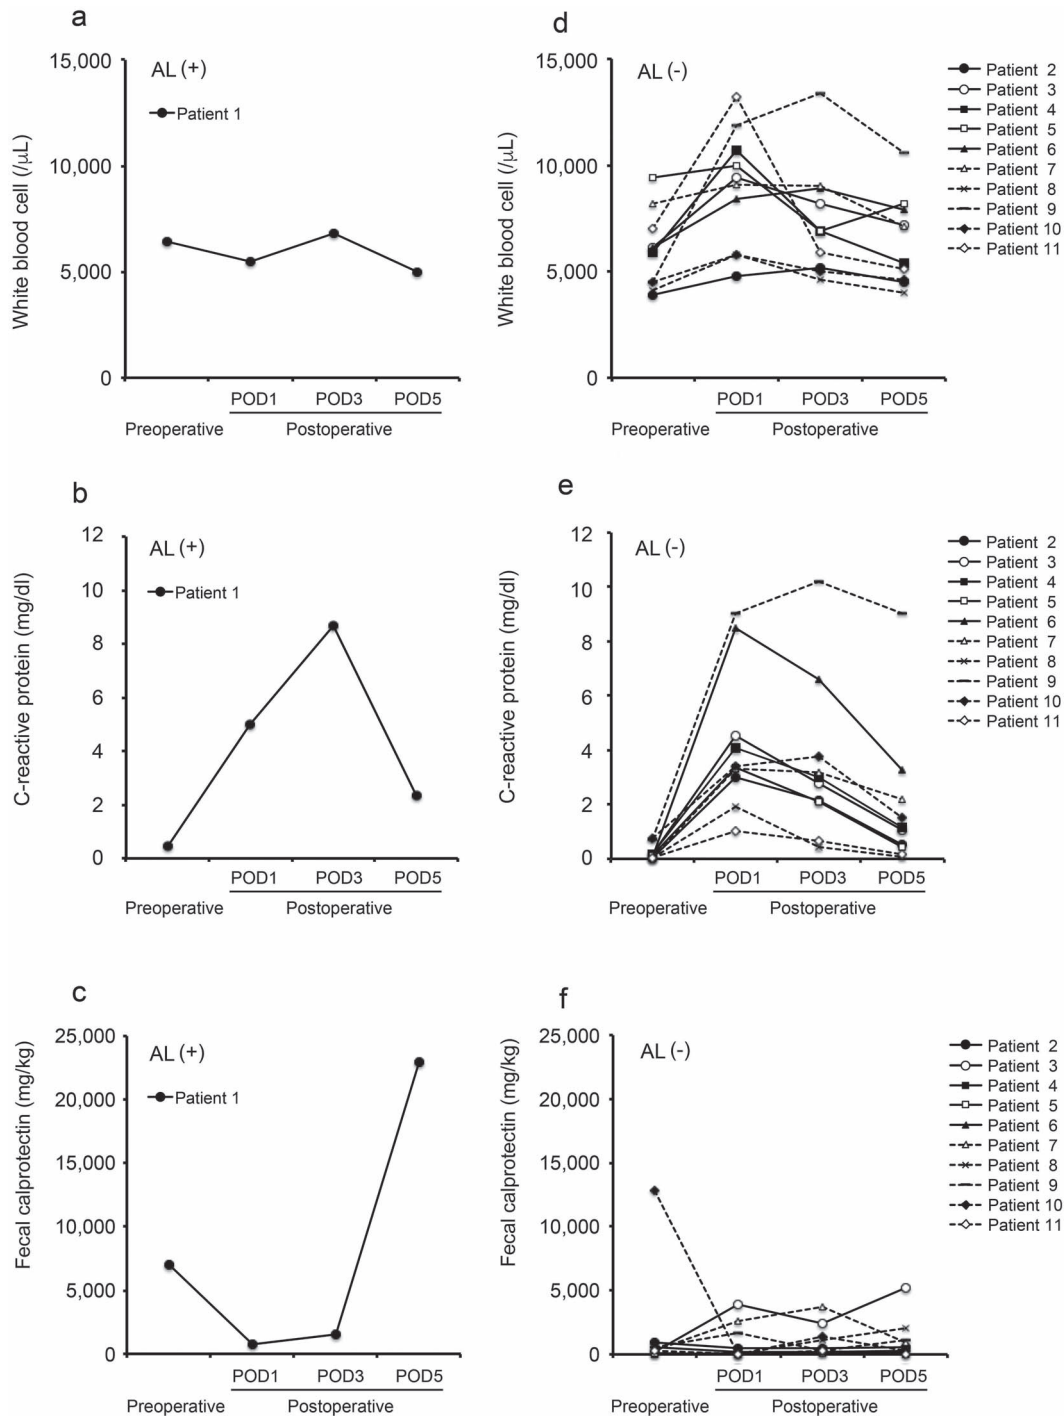 a
White blood cell (/μL)
15,000
10,000
5,000
0
AL (+)
Patient 1
POD1 POD3 POD5
Preoperative Postoperative
d
White blood cell (/μL)
15,000
10,000
5,000
0
AL (-)
Patient 2
Patient 3
Patient 4
Patient 5
Patient 6
Patient 7
Patient 8
Patient 9
Patient 10
Patient 11
POD1 POD3 POD5
Preoperative Postoperative
b
C-reactive protein (mg/dl)
12
10
8
6
4
2
0
AL (+)
Patient 1
POD1 POD3 POD5
Preoperative Postoperative
e
C-reactive protein (mg/dl)
12
10
8
6
4
2
0
AL (-)
Patient 2
Patient 3
Patient 4
Patient 5
Patient 6
Patient 7
Patient 8
Patient 9
Patient 10
Patient 11
POD1 POD3 POD5
Preoperative Postoperative
c
Fecal calprotectin (mg/kg)
25,000
20,000
15,000
10,000
5,000
0
AL (+)
Patient 1
POD1 POD3 POD5
Preoperative Postoperative
f
Fecal calprotectin (mg/kg)
25,000
20,000
15,000
10,000
5,000
0
AL (-)
Patient 2
Patient 3
Patient 4
Patient 5
Patient 6
Patient 7
Patient 8
Patient 9
Patient 10
Patient 11
POD1 POD3 POD5
Preoperative Postoperative